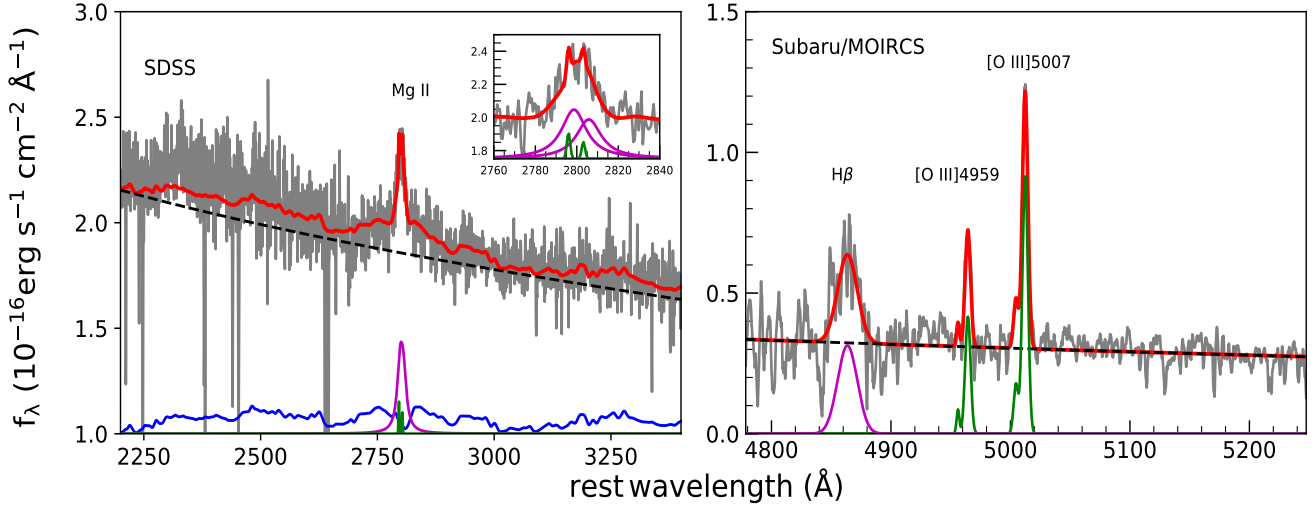 f_λ (10⁻¹⁶erg s⁻¹ cm⁻² Å⁻¹)
3.0
2.5
2.0
1.5
1.0
SDSS
Mg II
2.4
2.2
2.0
1.8
2760 2780 2800 2820 2840
2250 2500 2750 3000 3250
1.5
1.0
0.5
0.0
Subaru/MOIRCS
[O III]5007
[O III]4959
Hβ
4800 4900 5000 5100 5200
rest wavelength (Å)